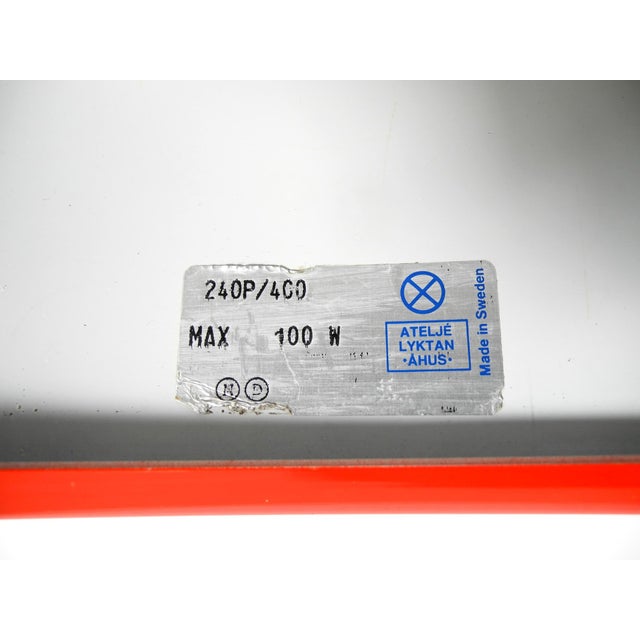 240P/400
MAX 100 W
N D
ATELJÉ
LYKTAN
·ÅHUS·
Made in Sweden